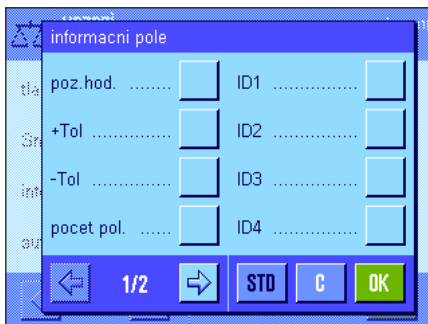 informacni pole
poz.hod. ........ ID1 ................
+Tol ............... ID2 ................
-Tol ............... ID3 ................
pocet pol. ...... ID4 ................
1/2 STD C OK